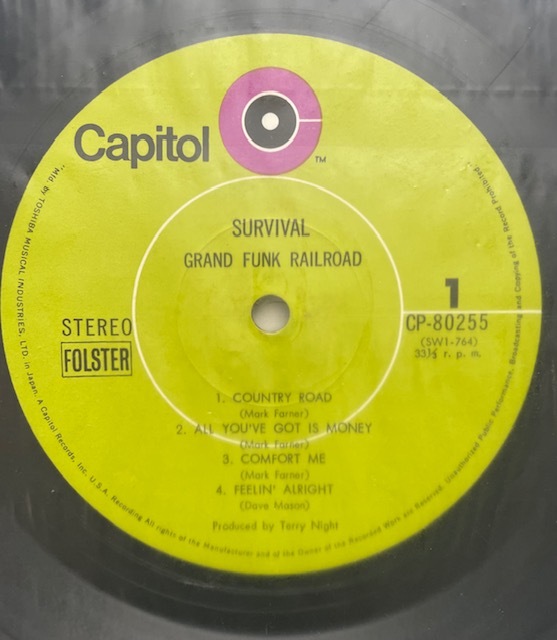 Capitol
TM
SURVIVAL
GRAND FUNK RAILROAD
1
STEREO
FOLSTER
CP-80255
(SW1-764)
33⅓ r. p. m.
1. COUNTRY ROAD
(Mark Farner)
2. ALL YOU'VE GOT IS MONEY
(Mark Farner)
3. COMFORT ME
(Mark Farner)
4. FEELIN' ALRIGHT
(Dave Mason)
Produced by Terry Night
"Mfd. by TOSHIBA MUSICAL INDUSTRIES, LTD. in Japan. A Capitol Records, Inc. U.S.A. Recording All rights of the Manufacturer and of the Owner of the Recorded Work are Reserved. Unauthorized Public Performance, Broadcasting and Copying of the Record Prohibited."